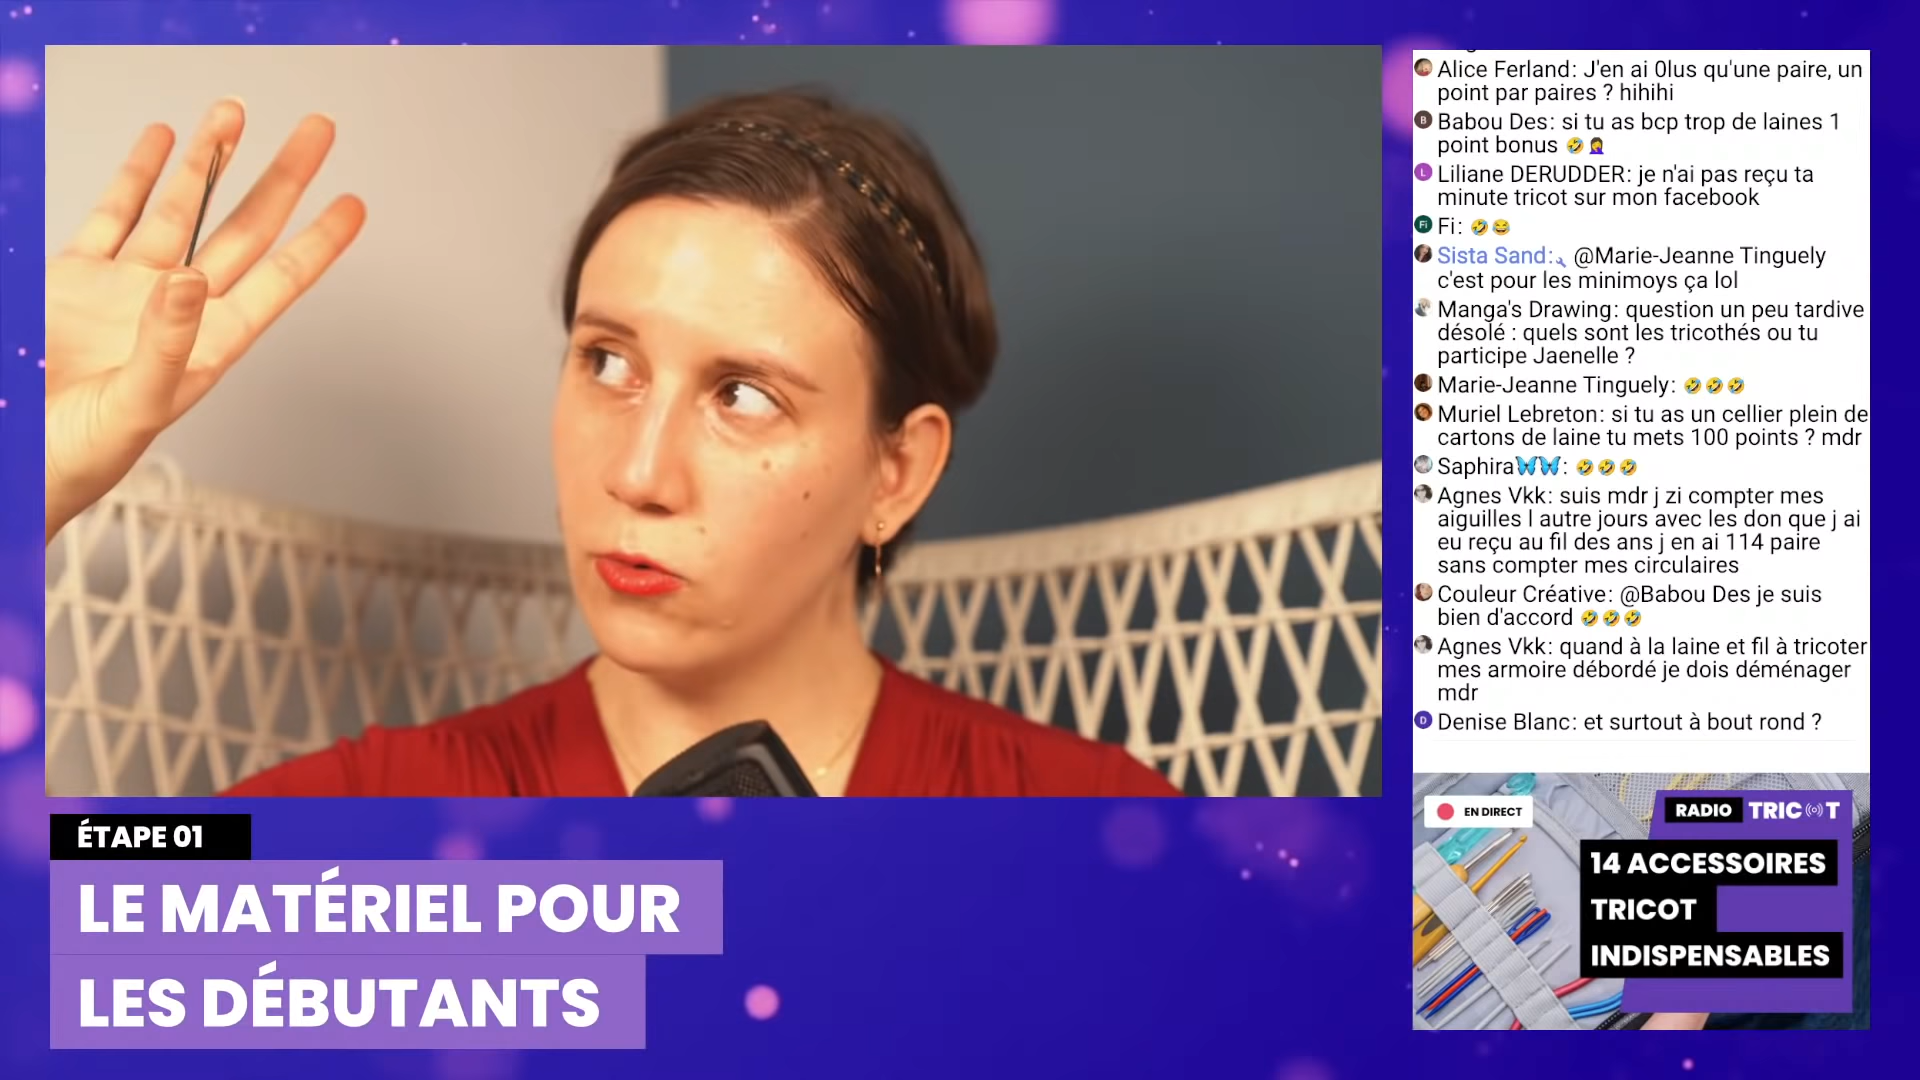 Alice Ferland: J'en ai 0lus qu'une paire, un
point par paires ? hihihi
B Babou Des: si tu as bcp trop de laines 1
point bonus 🤣🤦‍♀️
L Liliane DERUDDER: je n'ai pas reçu ta
minute tricot sur mon facebook
Fi Fi: 🤣😂
Sista Sand: @Marie-Jeanne Tinguely
c'est pour les minimoys ça lol
Manga's Drawing: question un peu tardive
désolé : quels sont les tricothés ou tu
participe Jaenelle ?
Marie-Jeanne Tinguely: 🤣🤣🤣
Muriel Lebreton: si tu as un cellier plein de
cartons de laine tu mets 100 points ? mdr
Saphira🦋🦋: 🤣🤣🤣
Agnes Vkk: suis mdr j zi compter mes
aiguilles l autre jours avec les don que j ai
eu reçu au fil des ans j en ai 114 paire
sans compter mes circulaires
Couleur Créative: @Babou Des je suis
bien d'accord 🤣🤣🤣
Agnes Vkk: quand à la laine et fil à tricoter
mes armoire débordé je dois déménager
mdr
D Denise Blanc: et surtout à bout rond ?
EN DIRECT
RADIO TRICOT
14 ACCESSOIRES
TRICOT
INDISPENSABLES
ÉTAPE 01
LE MATÉRIEL POUR
LES DÉBUTANTS